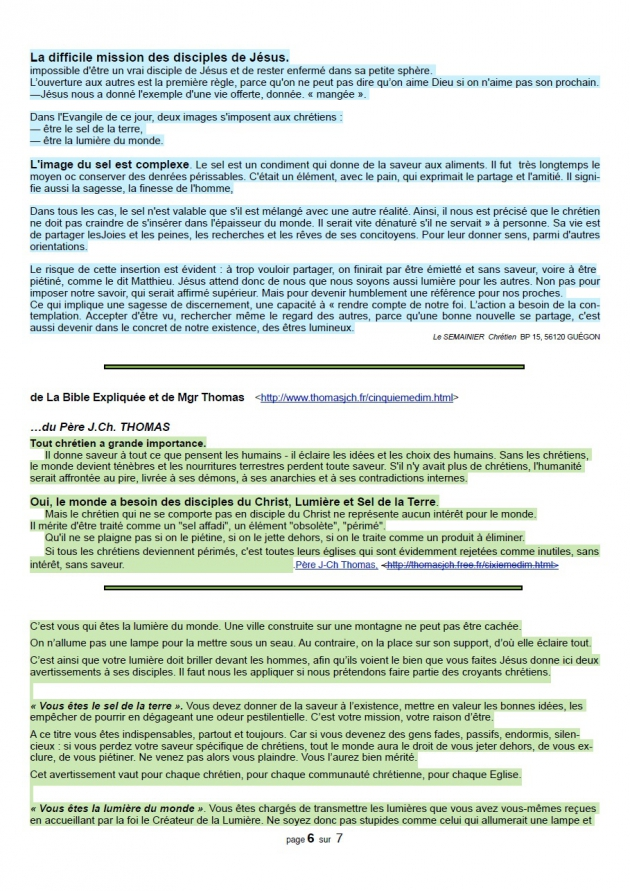 La difficile mission des disciples de Jésus.
impossible d'être un vrai disciple de Jésus et de rester enfermé dans sa petite sphère.
L'ouverture aux autres est la première règle, parce qu'on ne peut pas dire qu'on aime Dieu si on n'aime pas son prochain.
—Jésus nous a donné l'exemple d'une vie offerte, donnée. « mangée ».
Dans l'Evangile de ce jour, deux images s'imposent aux chrétiens :
— être le sel de la terre,
— être la lumière du monde.
L'image du sel est complexe. Le sel est un condiment qui donne de la saveur aux aliments. Il fut très longtemps le
moyen oc conserver des denrées périssables. C'était un élément, avec le pain, qui exprimait le partage et l'amitié. Il signi-
fie aussi la sagesse, la finesse de l'homme,
Dans tous les cas, le sel n'est valable que s'il est mélangé avec une autre réalité. Ainsi, il nous est précisé que le chrétien
ne doit pas craindre de s'insérer dans l'épaisseur du monde. Il serait vite dénaturé s'il ne servait » à personne. Sa vie est
de partager lesJoies et les peines, les recherches et les rêves de ses concitoyens. Pour leur donner sens, parmi d'autres
orientations.
Le risque de cette insertion est évident : à trop vouloir partager, on finirait par être émietté et sans saveur, voire à être
piétiné, comme le dit Matthieu. Jésus attend donc de nous que nous soyons aussi lumière pour les autres. Non pas pour
imposer notre savoir, qui serait affirmé supérieur. Mais pour devenir humblement une référence pour nos proches.
Ce qui implique une sagesse de discernement, une capacité à « rendre compte de notre foi. L'action a besoin de la con-
templation. Accepter d'être vu, rechercher même le regard des autres, parce qu'une bonne nouvelle se partage, c'est
aussi devenir dans le concret de notre existence, des êtres lumineux.
Le SEMAINIER Chrétien BP 15, 56120 GUÉGON
de La Bible Expliquée et de Mgr Thomas <http://www.thomasjch.fr/cinquiemedim.html>
…du Père J.Ch. THOMAS
Tout chrétien a grande importance.
Il donne saveur à tout ce que pensent les humains - il éclaire les idées et les choix des humains. Sans les chrétiens,
le monde devient ténèbres et les nourritures terrestres perdent toute saveur. S'il n'y avait plus de chrétiens, l'humanité
serait affrontée au pire, livrée à ses démons, à ses anarchies et à ses contradictions internes.
Oui, le monde a besoin des disciples du Christ, Lumière et Sel de la Terre.
Mais le chrétien qui ne se comporte pas en disciple du Christ ne représente aucun intérêt pour le monde.
Il mérite d'être traité comme un "sel affadi", un élément "obsolète", "périmé".
Qu'il ne se plaigne pas si on le piétine, si on le jette dehors, si on le traite comme un produit à éliminer.
Si tous les chrétiens deviennent périmés, c'est toutes leurs églises qui sont évidemment rejetées comme inutiles, sans
intérêt, sans saveur. .Père J-Ch Thomas, <http://thomasjch.free.fr/sixiemedim.html>
C'est vous qui êtes la lumière du monde. Une ville construite sur une montagne ne peut pas être cachée.
On n'allume pas une lampe pour la mettre sous un seau. Au contraire, on la place sur son support, d'où elle éclaire tout.
C'est ainsi que votre lumière doit briller devant les hommes, afin qu'ils voient le bien que vous faites Jésus donne ici deux
avertissements à ses disciples. Il faut nous les appliquer si nous prétendons faire partie des croyants chrétiens.
« Vous êtes le sel de la terre ». Vous devez donner de la saveur à l'existence, mettre en valeur les bonnes idées, les
empêcher de pourrir en dégageant une odeur pestilentielle. C'est votre mission, votre raison d'être.
A ce titre vous êtes indispensables, partout et toujours. Car si vous devenez des gens fades, passifs, endormis, silen-
cieux : si vous perdez votre saveur spécifique de chrétiens, tout le monde aura le droit de vous jeter dehors, de vous ex-
clure, de vous piétiner. Ne venez pas alors vous plaindre. Vous l'aurez bien mérité.
Cet avertissement vaut pour chaque chrétien, pour chaque communauté chrétienne, pour chaque Eglise.
« Vous êtes la lumière du monde ». Vous êtes chargés de transmettre les lumières que vous avez vous-mêmes reçues
en accueillant par la foi le Créateur de la Lumière. Ne soyez donc pas stupides comme celui qui allumerait une lampe et
page 6 sur 7